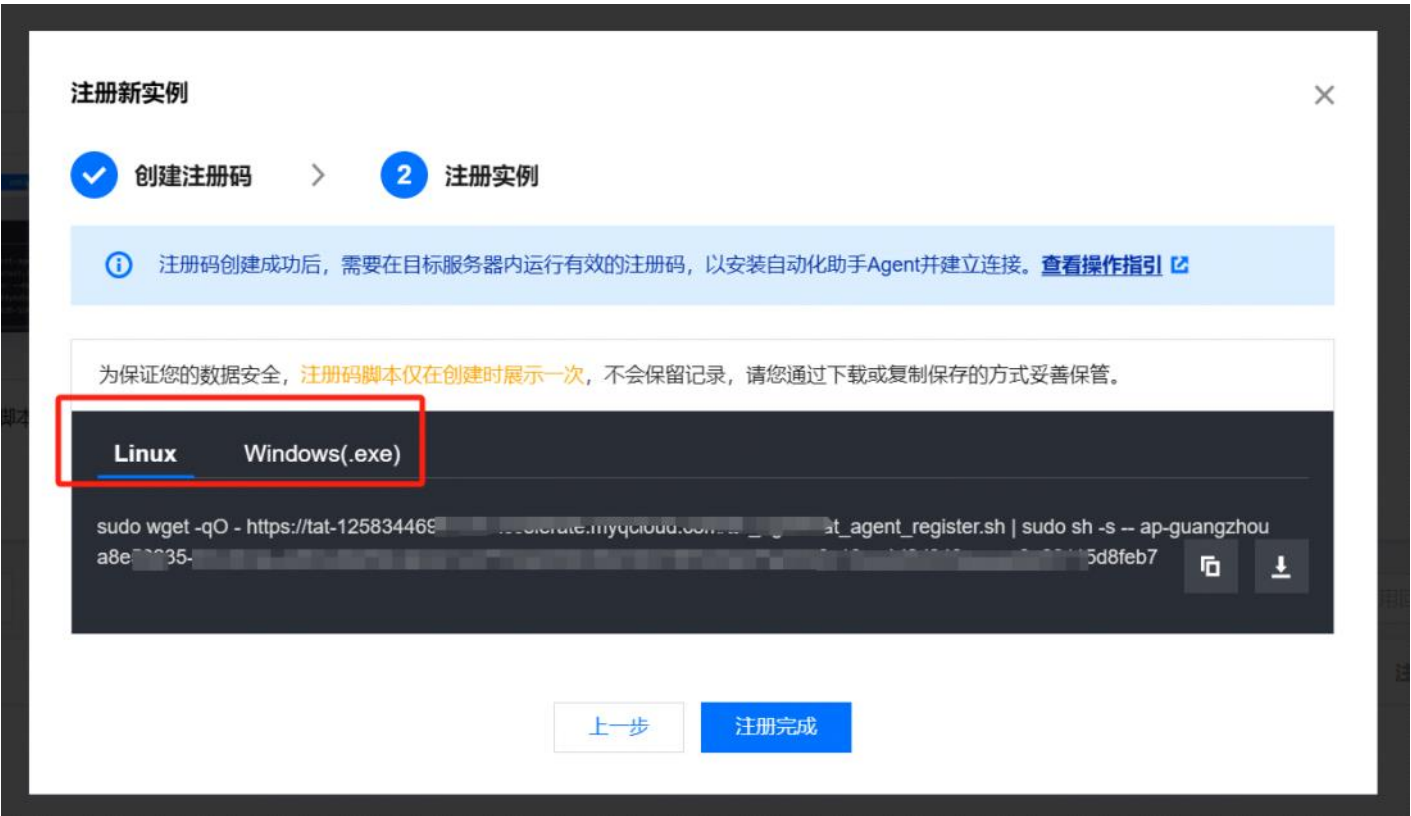 注册新实例
创建注册码
2 注册实例
注册码创建成功后，需要在目标服务器内运行有效的注册码，以安装自动化助手Agent并建立连接。查看操作指引
为保证您的数据安全，注册码脚本仅在创建时展示一次，不会保留记录，请您通过下载或复制保存的方式妥善保管。
Linux Windows(.exe)
sudo wget -qO - https://tat-125834469 at_agent_register.sh | sudo sh -s -- ap-guangzhou
5d8feb7
上一步 注册完成